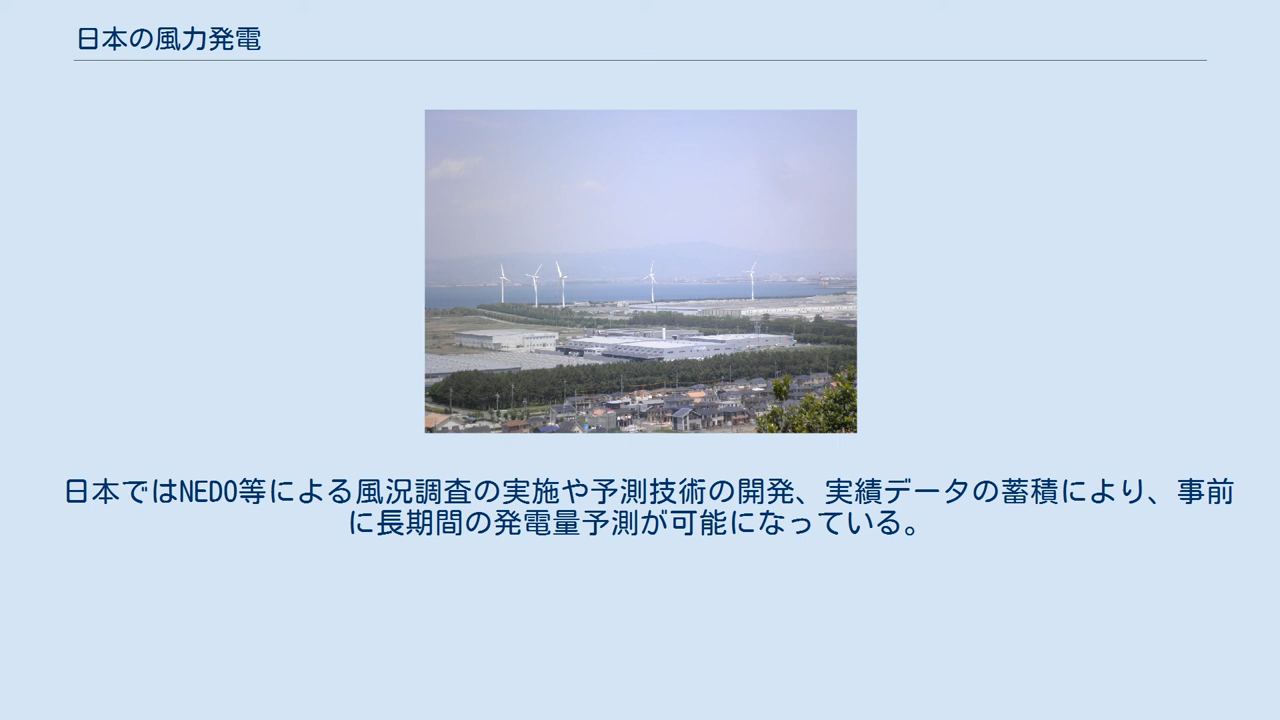 日本の風力発電
日本ではNEDO等による風況調査の実施や予測技術の開発、実績データの蓄積により、事前
に長期間の発電量予測が可能になっている。